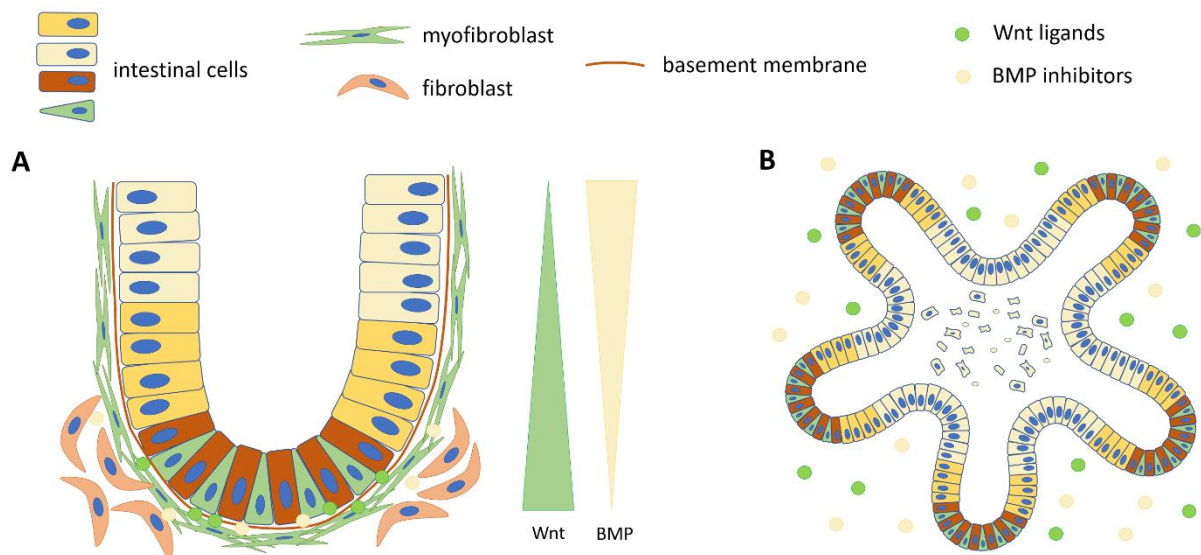 intestinal cells
myofibroblast
fibroblast
basement membrane
Wnt ligands
BMP inhibitors
A
B
Wnt
BMP